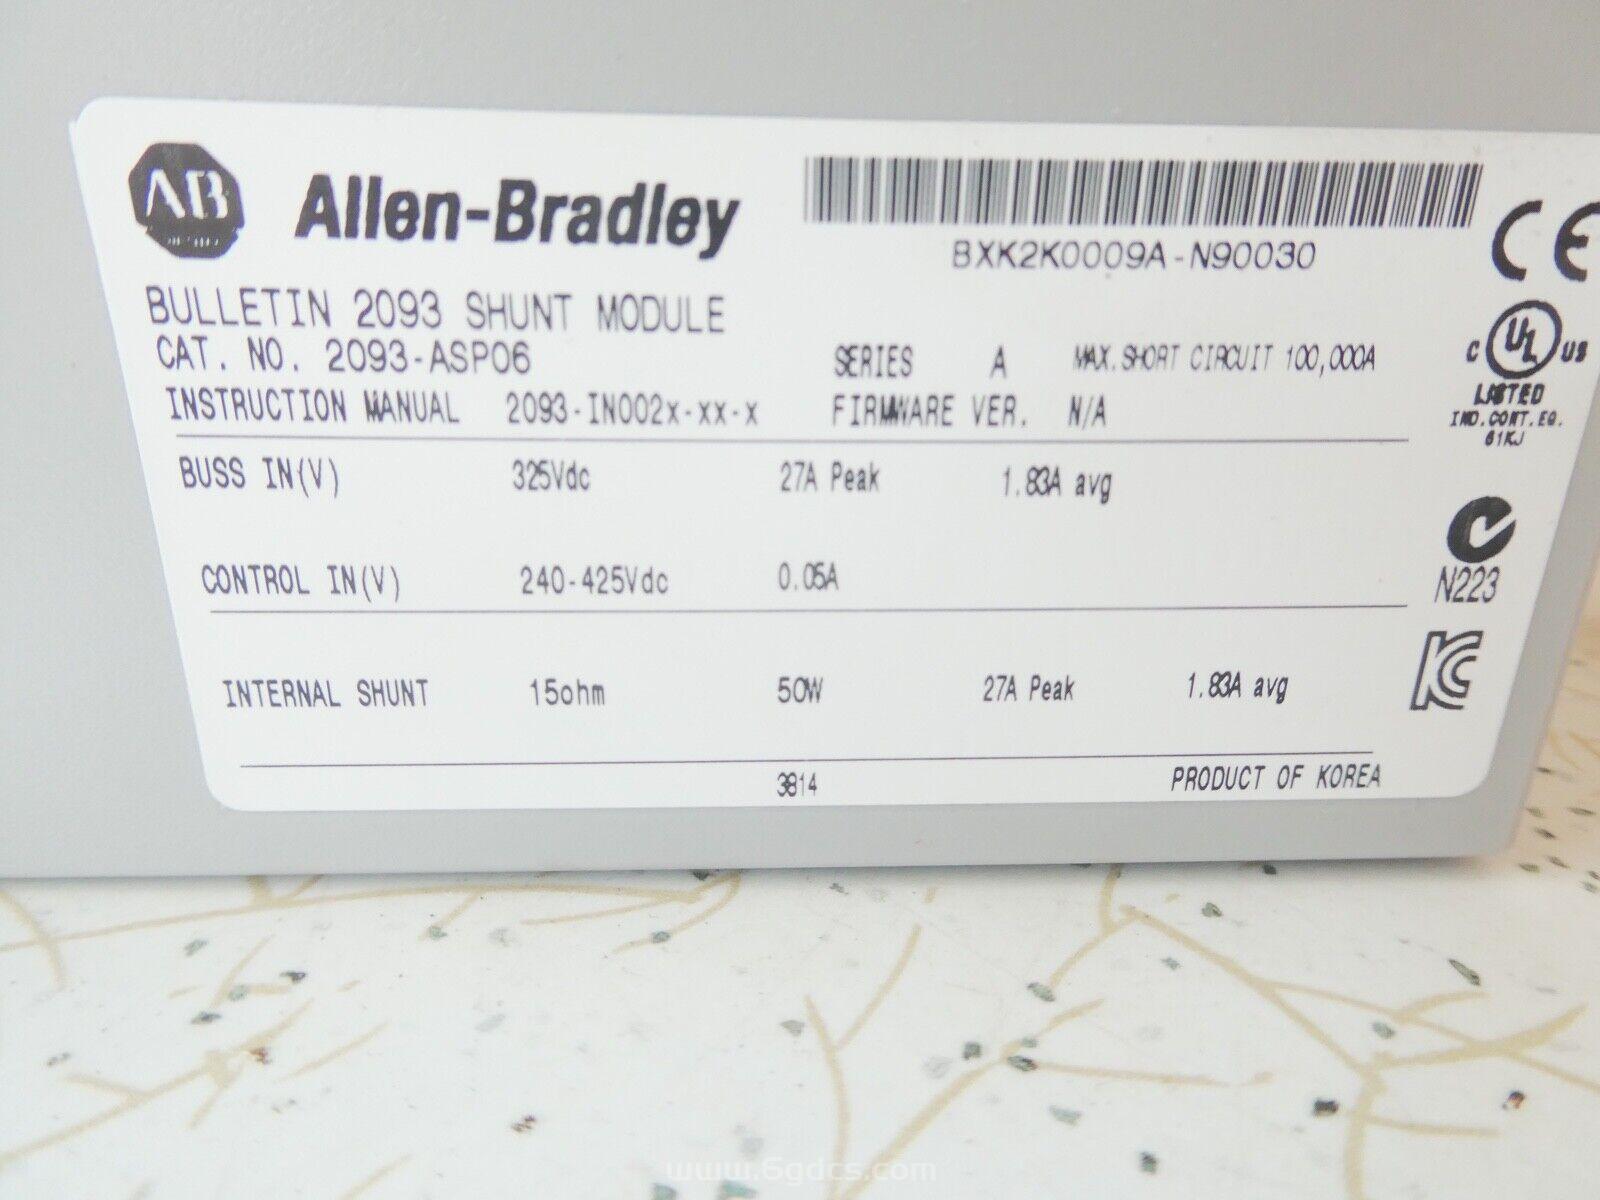 AB
Allen-Bradley
BXK2K0009A-N90030
CE
BULLETIN 2093 SHUNT MODULE
CAT. NO. 2093-ASP06
SERIES A MAX. SHORT CIRCUIT 100,000A
INSTRUCTION MANUAL 2093-IN002x-xx-x FIRMWARE VER. N/A
C UL US
LISTED
IND.CONT.EQ.
61KJ
BUSS IN(V) 325Vdc 27A Peak 1.83A avg
CONTROL IN(V) 240-425Vdc 0.05A
N223
INTERNAL SHUNT 15ohm 50W 27A Peak 1.83A avg
KC
3814 PRODUCT OF KOREA
www.6gdcs.com